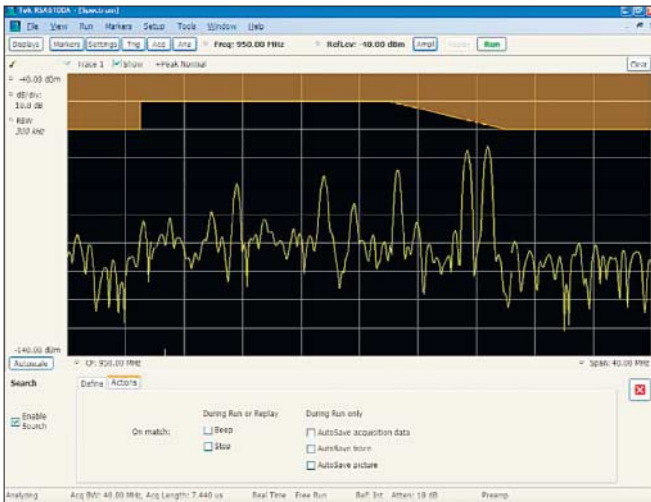 Tek RSA6100A - [Spectrum]
File View Run Markers Setup Tools Window Help
Displays Markers Settings Trig Acq Ana Freq: 950.00 MHz RefLev: -40.00 dBm Ampl Run
Trace 1 Show +Peak Normal Clear
-40.00 dBm
dB/div:
10.0 dB
RBW
300 kHz
-140.00 dBm
Autoscale CF: 950.00 MHz Span: 40.00 MHz
Search Define Actions
Enable Search
During Run or Replay During Run only
On match: Beep AutoSave acquisition data
Stop AutoSave trace
AutoSave picture
Analyzing Acq BW: 40.00 MHz, Acq Length: 7.440 us Real Time Free Run Ref: Int Atten: 10 dB Preamp